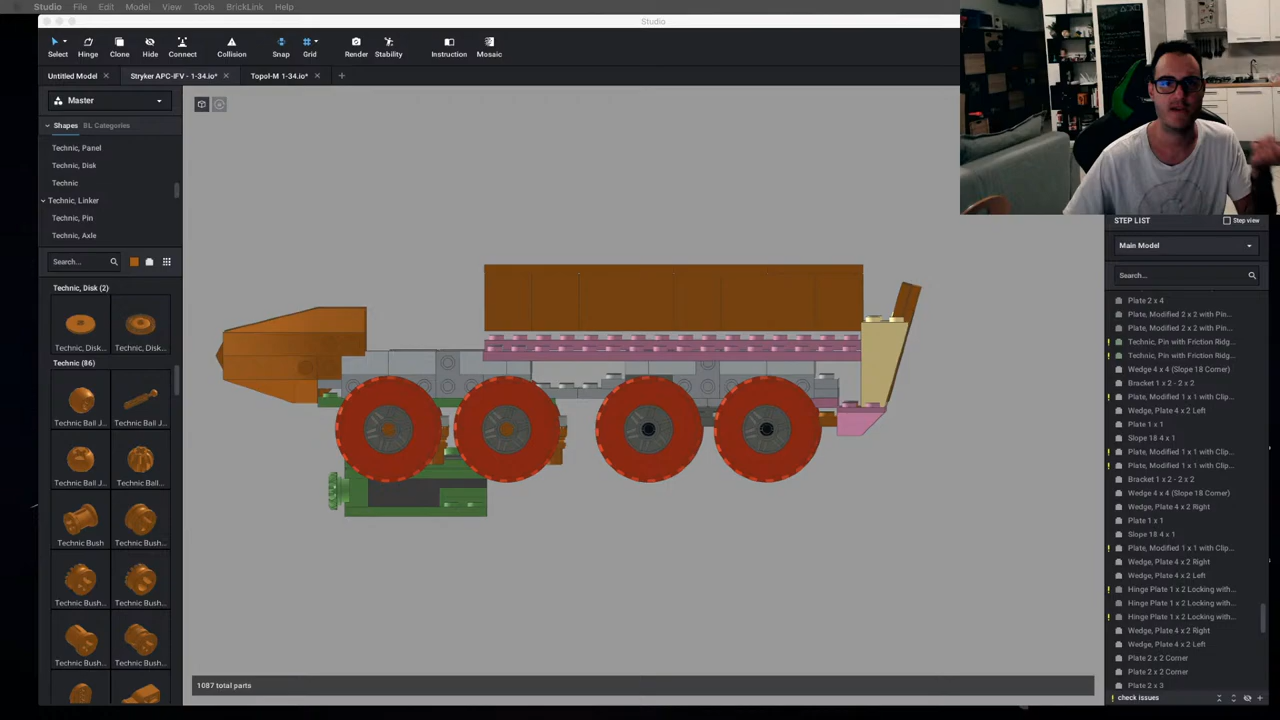 Studio File Edit Model View Tools BrickLink Help
Studio
Select Hinge Clone Hide Connect Collision Snap Grid Render Stability Instruction Mosaic
Untitled Model Stryker APC-IFV - 1-34.io* Topol-M 1-34.io*
Master
Shapes BL Categories
Technic, Panel
Technic, Disk
Technic
Technic, Linker
Technic, Pin
Technic, Axle
Search...
Technic, Disk (2)
Technic, Disk... Technic, Disk...
Technic (86)
Technic Ball J... Technic Ball J...
Technic Ball J... Technic Ball J...
Technic Bush Technic Bush...
Technic Bush... Technic Bush...
Technic Bush... Technic Bush...
1087 total parts
STEP LIST Step view
Main Model
Search...
Plate 2 x 4
Plate, Modified 2 x 2 with Pin...
Plate, Modified 2 x 2 with Pin...
Technic, Pin with Friction Ridg...
Technic, Pin with Friction Ridg...
Wedge 4 x 4 (Slope 18 Corner)
Bracket 1 x 2 - 2 x 2
Plate, Modified 1 x 1 with Clip...
Wedge, Plate 4 x 2 Left
Plate 1 x 1
Slope 18 4 x 1
Plate, Modified 1 x 1 with Clip...
Plate, Modified 1 x 1 with Clip...
Bracket 1 x 2 - 2 x 2
Wedge 4 x 4 (Slope 18 Corner)
Wedge, Plate 4 x 2 Right
Plate 1 x 1
Slope 18 4 x 1
Plate, Modified 1 x 1 with Clip...
Wedge, Plate 4 x 2 Right
Wedge, Plate 4 x 2 Left
Hinge Plate 1 x 2 Locking with...
Hinge Plate 1 x 2 Locking with...
Hinge Plate 1 x 2 Locking with...
Wedge, Plate 4 x 2 Right
Wedge, Plate 4 x 2 Left
Plate 2 x 2 Corner
Plate 2 x 2 Corner
Plate 2 x 3
check issues